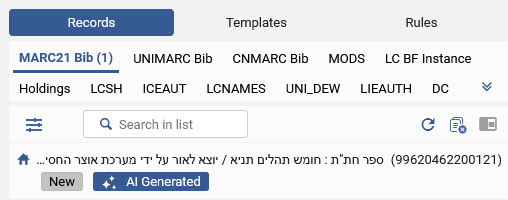 Records Templates Rules
MARC21 Bib (1) UNIMARC Bib CNMARC Bib MODS LC BF Instance
Holdings LCSH ICEAUT LCNAMES UNI_DEW LIEAUTH DC
Search in list
(99620462200121) ספר חת"ת : חומש תהלים תניא / יוצא לאור על ידי מערכת אוצר החסי...
New AI Generated